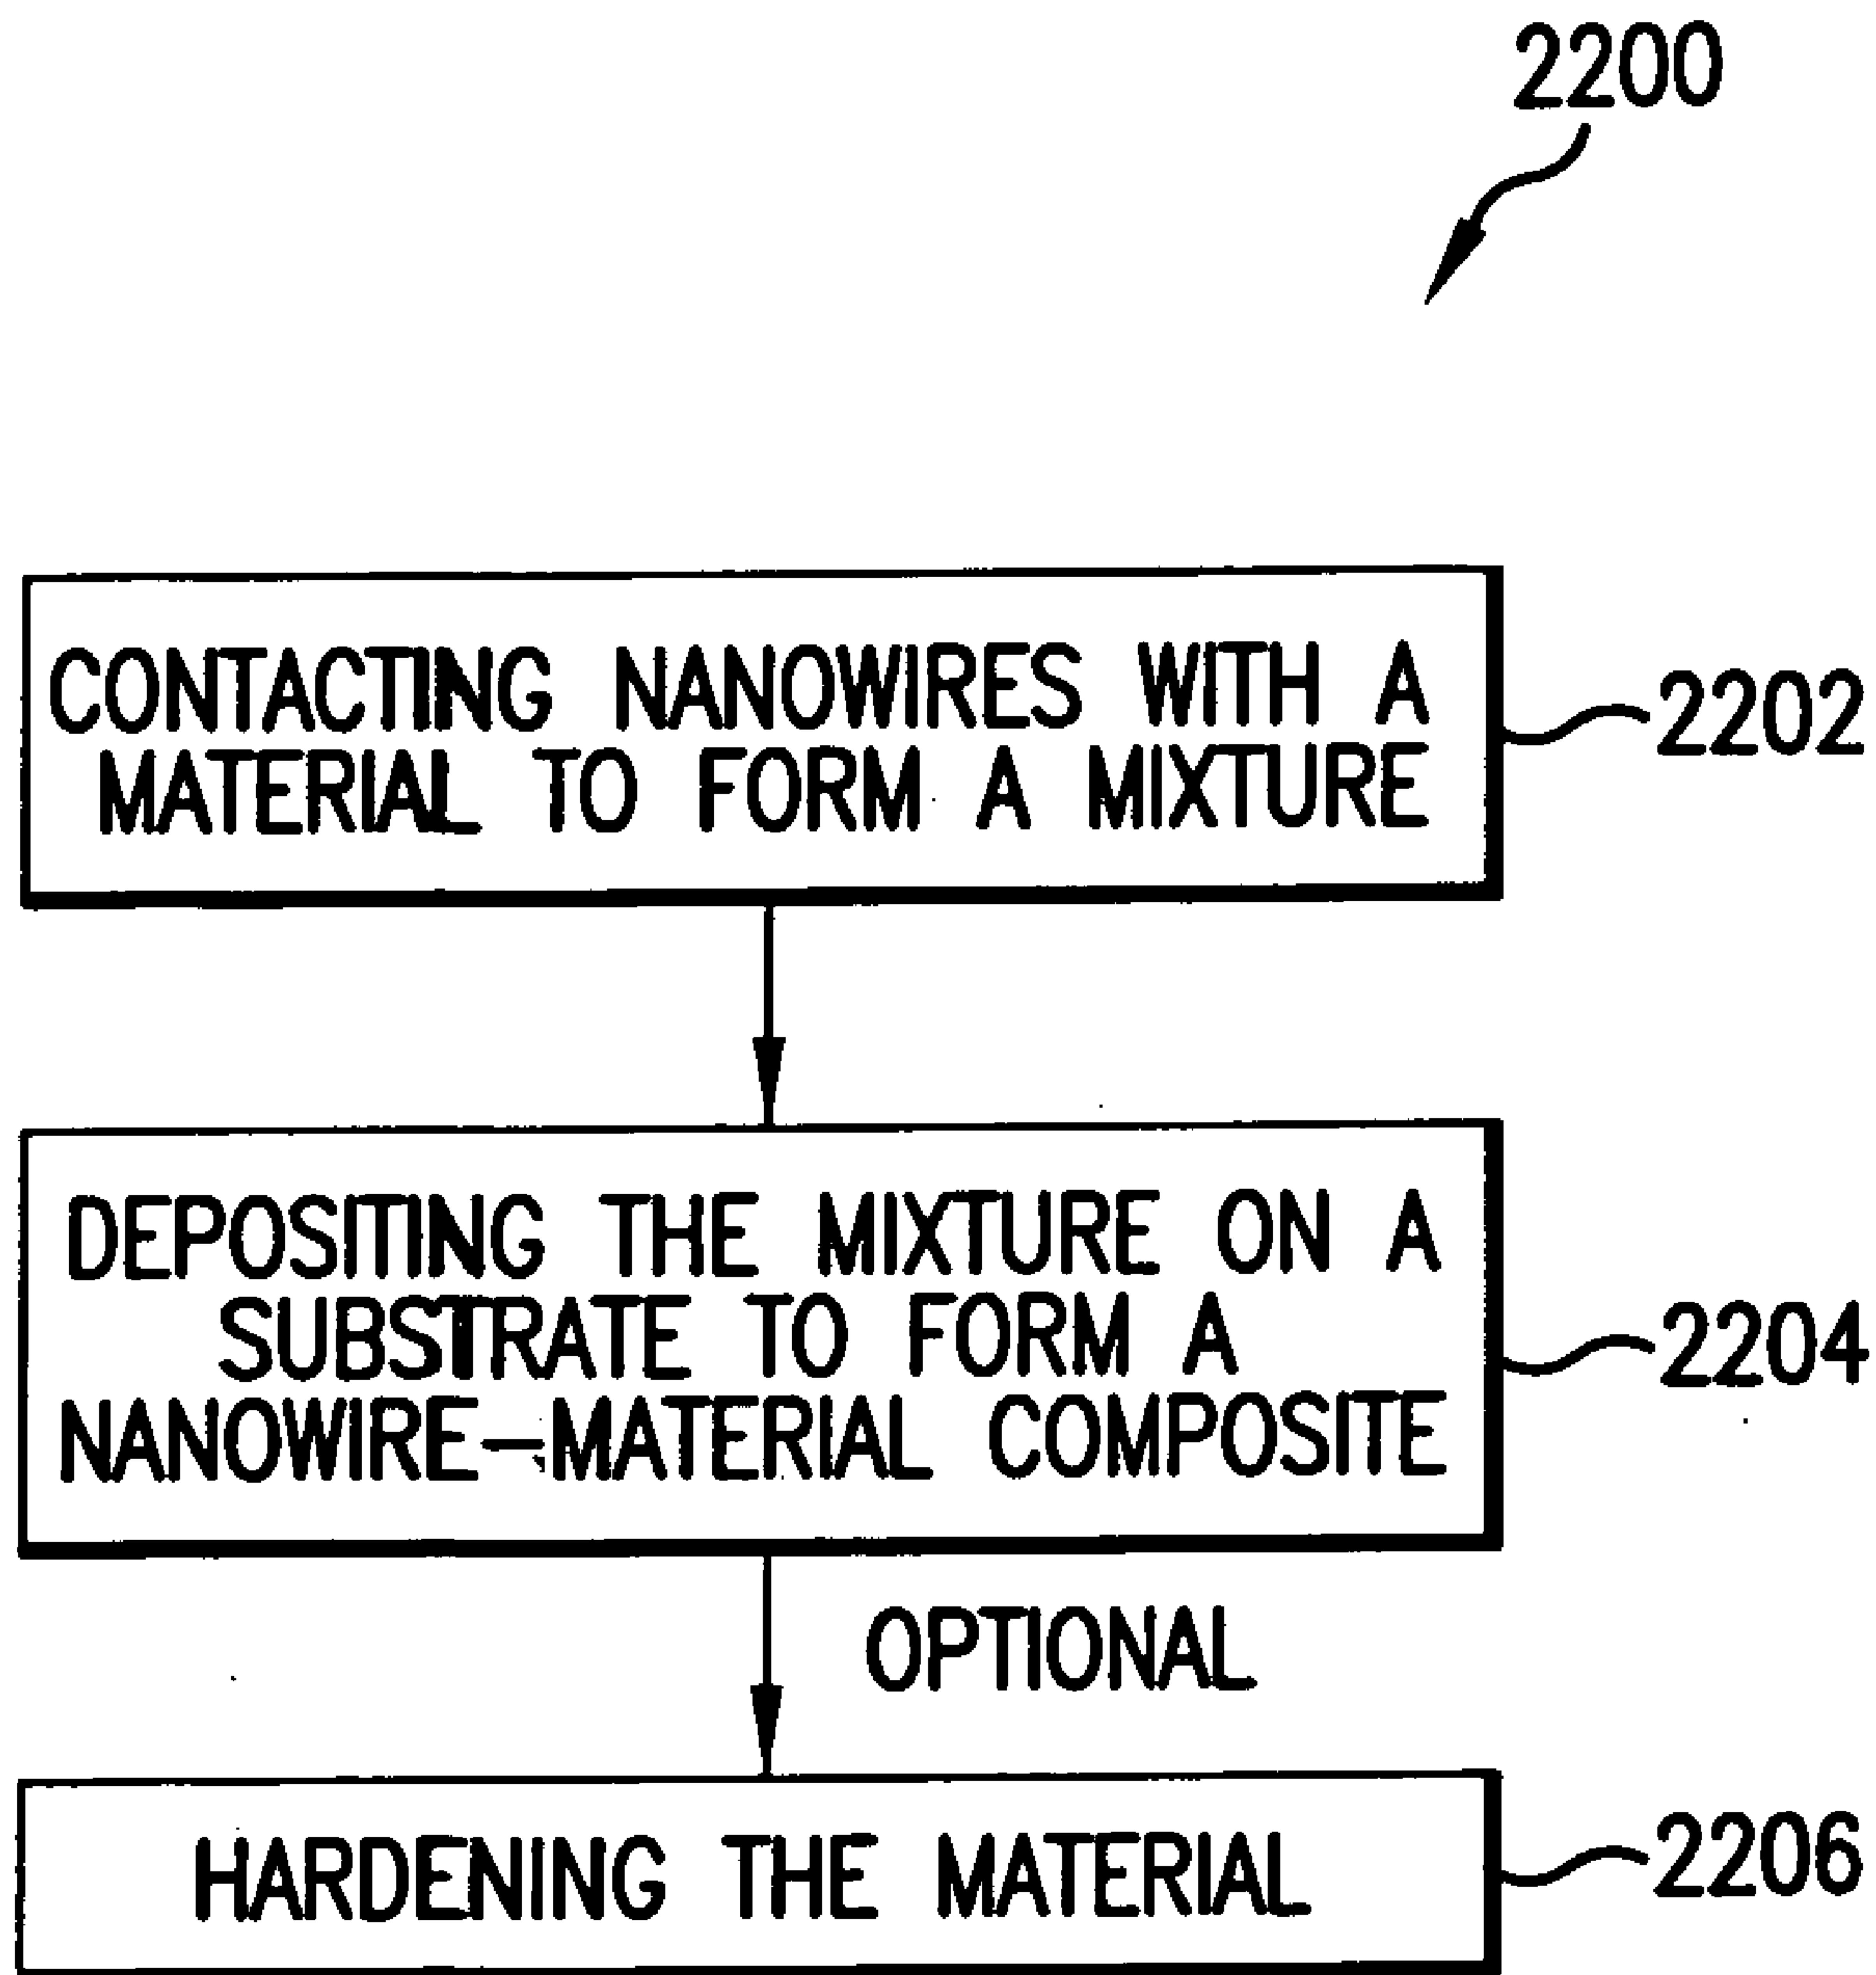 2200
CONTACTING NANOWIRES WITH A
MATERIAL TO FORM A MIXTURE
2202
DEPOSITING THE MIXTURE ON A
SUBSTRATE TO FORM A
NANOWIRE-MATERIAL COMPOSITE
2204
OPTIONAL
HARDENING THE MATERIAL
2206